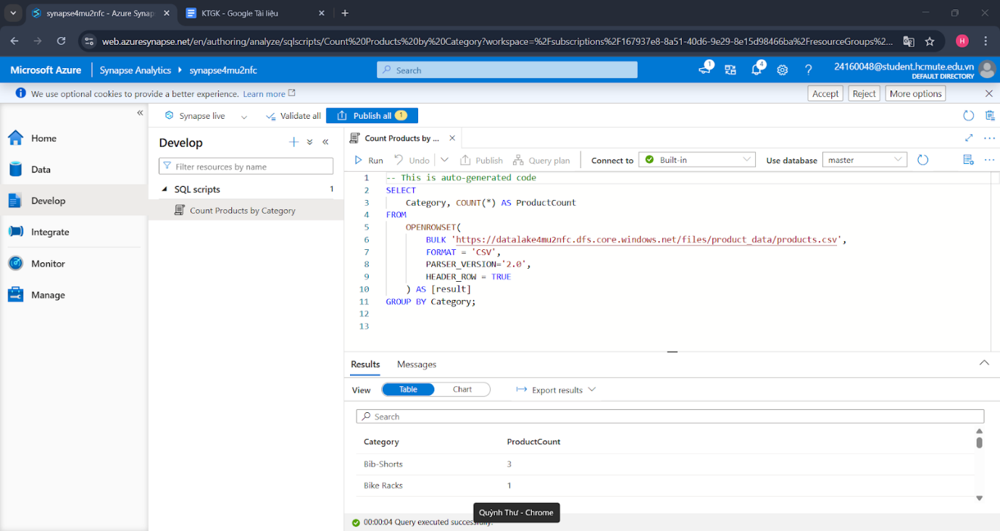 synapse4mu2nfc - Azure Synap
KTGK - Google Tài liệu
web.azuresynapse.net/en/authoring/analyze/sqlscripts/Count%20Products%20by%20Category?workspace=%2Fsubscriptions%2F167937e8-8a51-40d6-9e29-8e15d98466ba%2FresourceGroups%2...
H
Microsoft Azure
Synapse Analytics
synapse4mu2nfc
Search
1
4
24160048@student.hcmute.edu.vn
DEFAULT DIRECTORY
We use optional cookies to provide a better experience. Learn more
Accept
Reject
More options
Synapse live
Validate all
Publish all 1
Home
Data
Develop
Integrate
Monitor
Manage
Develop
Filter resources by name
SQL scripts 1
Count Products by Category
Count Products by ...
Run
Undo
Publish
Query plan
Connect to
Built-in
Use database
master
1 -- This is auto-generated code
2 SELECT
3 Category, COUNT(*) AS ProductCount
4 FROM
5 OPENROWSET(
6 BULK 'https://datalake4mu2nfc.dfs.core.windows.net/files/product_data/products.csv',
7 FORMAT = 'CSV',
8 PARSER_VERSION='2.0',
9 HEADER_ROW = TRUE
10 ) AS [result]
11 GROUP BY Category;
12
13
Results
Messages
View
Table
Chart
Export results
Search
Category ProductCount
Bib-Shorts 3
Bike Racks 1
Quỳnh Thư - Chrome
00:00:04 Query executed successfully.